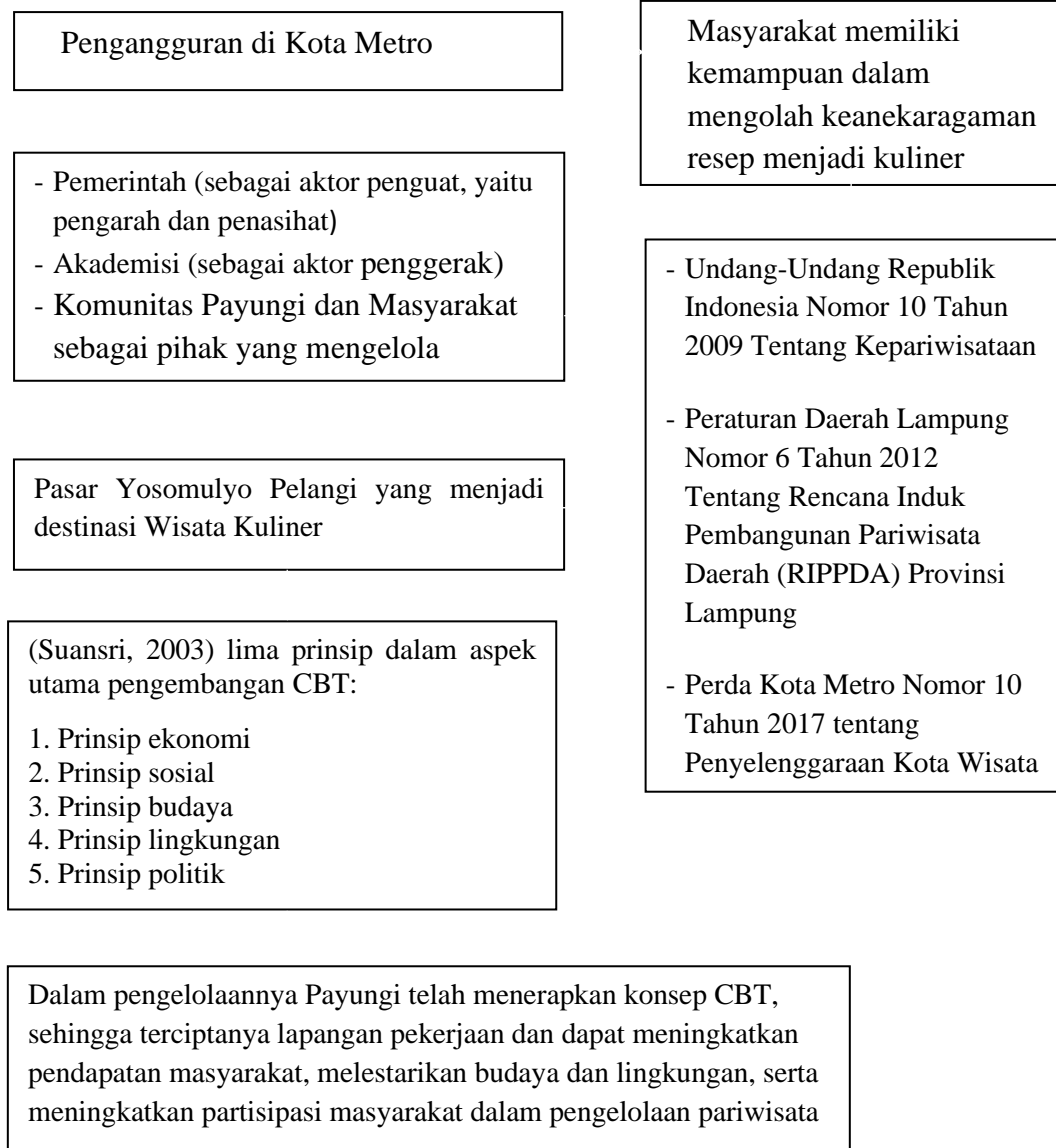 Pengangguran di Kota Metro
Masyarakat memiliki
kemampuan dalam
mengolah keanekaragaman
resep menjadi kuliner
- Pemerintah (sebagai aktor penguat, yaitu
pengarah dan penasihat)
- Akademisi (sebagai aktor penggerak)
- Komunitas Payungi dan Masyarakat
sebagai pihak yang mengelola
- Undang-Undang Republik
Indonesia Nomor 10 Tahun
2009 Tentang Kepariwisataan
- Peraturan Daerah Lampung
Nomor 6 Tahun 2012
Tentang Rencana Induk
Pembangunan Pariwisata
Daerah (RIPPDA) Provinsi
Lampung
- Perda Kota Metro Nomor 10
Tahun 2017 tentang
Penyelenggaraan Kota Wisata
Pasar Yosomulyo Pelangi yang menjadi
destinasi Wisata Kuliner
(Suansri, 2003) lima prinsip dalam aspek
utama pengembangan CBT:
1. Prinsip ekonomi
2. Prinsip sosial
3. Prinsip budaya
4. Prinsip lingkungan
5. Prinsip politik
Dalam pengelolaannya Payungi telah menerapkan konsep CBT,
sehingga terciptanya lapangan pekerjaan dan dapat meningkatkan
pendapatan masyarakat, melestarikan budaya dan lingkungan, serta
meningkatkan partisipasi masyarakat dalam pengelolaan pariwisata